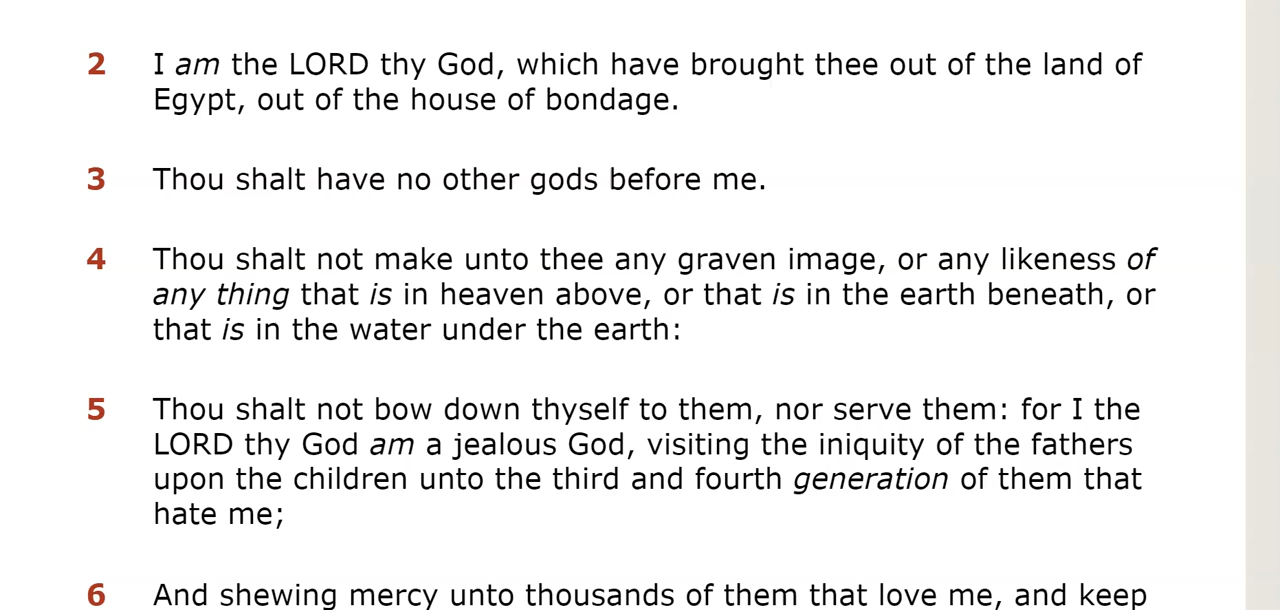 2 I am the LORD thy God, which have brought thee out of the land of
Egypt, out of the house of bondage.
3 Thou shalt have no other gods before me.
4 Thou shalt not make unto thee any graven image, or any likeness of
any thing that is in heaven above, or that is in the earth beneath, or
that is in the water under the earth:
5 Thou shalt not bow down thyself to them, nor serve them: for I the
LORD thy God am a jealous God, visiting the iniquity of the fathers
upon the children unto the third and fourth generation of them that
hate me;
6 And shewing mercy unto thousands of them that love me, and keep